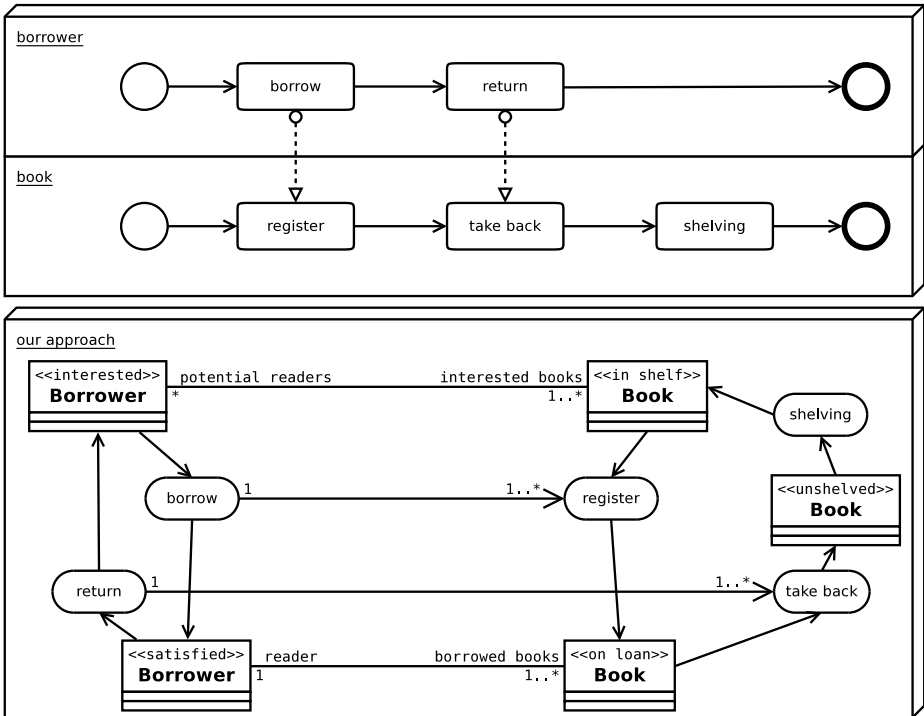 borrower
borrow
return
book
register
take back
shelving
our approach
<<interested>>
Borrower
potential readers
*
interested books
1..*
<<in shelf>>
Book
shelving
borrow
1
1..*
register
<<unshelved>>
Book
return
1
1..*
take back
<<satisfied>>
Borrower
reader
1
borrowed books
1..*
<<on loan>>
Book